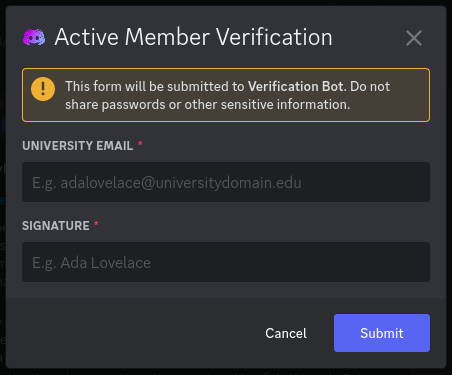 Active Member Verification
This form will be submitted to Verification Bot. Do not
share passwords or other sensitive information.
UNIVERSITY EMAIL *
E.g. adalovelace@universitydomain.edu
SIGNATURE *
E.g. Ada Lovelace
Cancel Submit